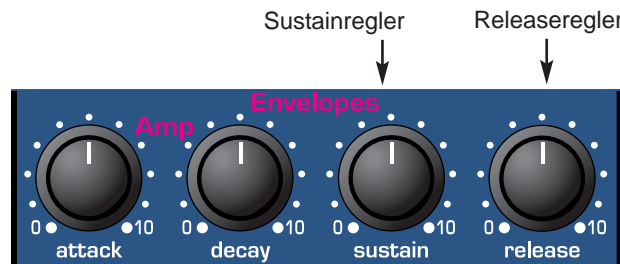 Sustainregler Releaseregler
Envelopes
Amp
0 10 0 10 0 10 0 10
attack decay sustain release